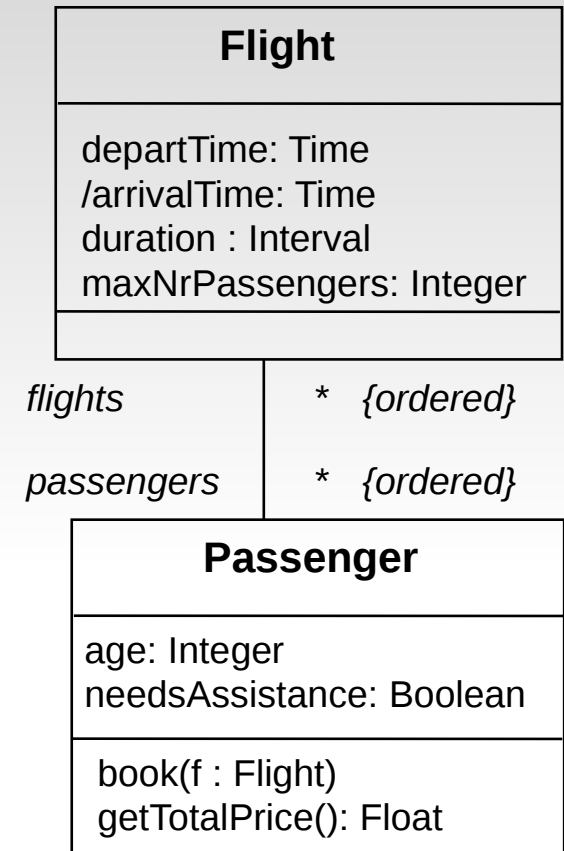 Flight
departTime: Time
/arrivalTime: Time
duration : Interval
maxNrPassengers: Integer
flights * {ordered}
passengers * {ordered}
Passenger
age: Integer
needsAssistance: Boolean
book(f : Flight)
getTotalPrice(): Float